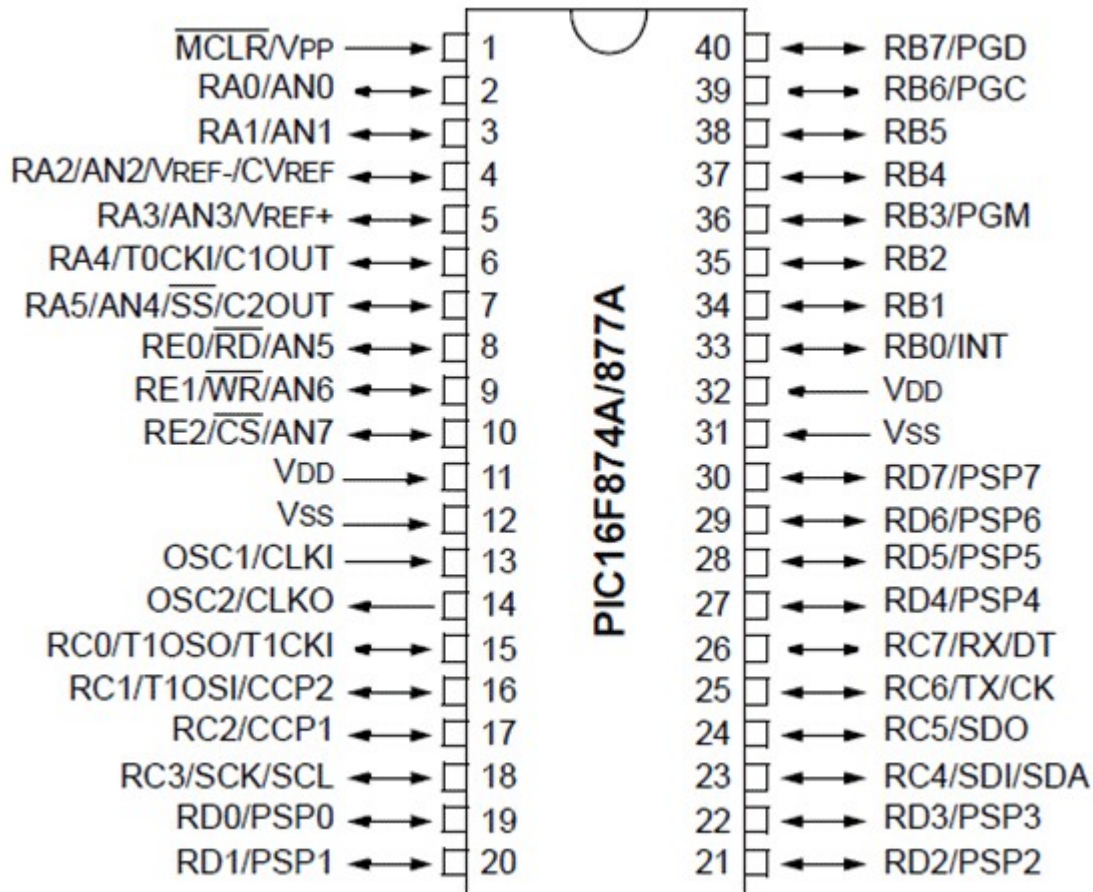 MCLR/VPP 1 40 RB7/PGD
RA0/AN0 2 39 RB6/PGC
RA1/AN1 3 38 RB5
RA2/AN2/VREF-/CVREF 4 37 RB4
RA3/AN3/VREF+ 5 36 RB3/PGM
RA4/T0CKI/C1OUT 6 35 RB2
RA5/AN4/SS/C2OUT 7 34 RB1
RE0/RD/AN5 8 33 RB0/INT
RE1/WR/AN6 9 32 VDD
RE2/CS/AN7 10 31 VSS
VDD 11 30 RD7/PSP7
VSS 12 29 RD6/PSP6
OSC1/CLKI 13 28 RD5/PSP5
OSC2/CLKO 14 27 RD4/PSP4
RC0/T1OSO/T1CKI 15 26 RC7/RX/DT
RC1/T1OSI/CCP2 16 25 RC6/TX/CK
RC2/CCP1 17 24 RC5/SDO
RC3/SCK/SCL 18 23 RC4/SDI/SDA
RD0/PSP0 19 22 RD3/PSP3
RD1/PSP1 20 21 RD2/PSP2
PIC16F874A/877A